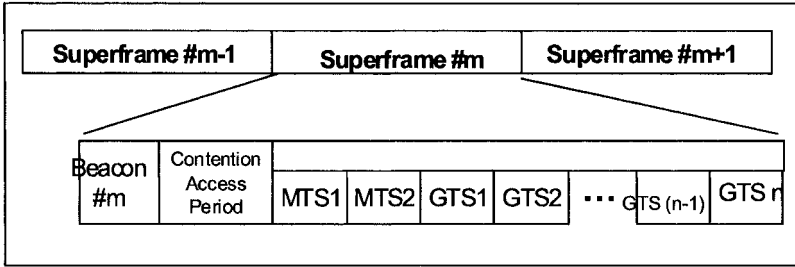 Superframe #m-1 Superframe #m Superframe #m+1
Beacon #m
Contention Access Period
MTS1 MTS2 GTS1 GTS2 ... GTS (n-1) GTS n